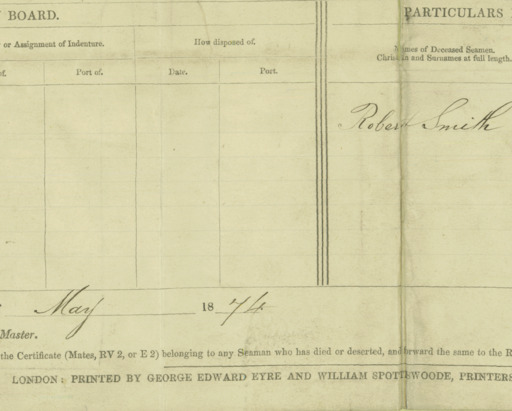 BOARD.
PARTICULARS
or Assignment of Indenture.
How disposed of.
Names of Deceased Seamen.
Christian and Surnames at full length.
of.
Port of.
Date.
Port.
Robert Smith
May 1874
Master.
the Certificate (Mates, RV 2, or E 2) belonging to any Seaman who has died or deserted, and forward the same to the R
LONDON: PRINTED BY GEORGE EDWARD EYRE AND WILLIAM SPOTTISWOODE, PRINTERS